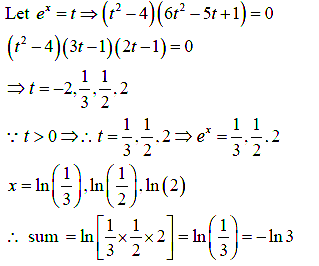 Let eˣ = t ⇒ (t² − 4)(6t² − 5t + 1) = 0
(t² − 4)(3t − 1)(2t − 1) = 0
⇒ t = −2, 1/3, 1/2 . 2
∵ t > 0 ⇒ ∴ t = 1/3 . 1/2 . 2 ⇒ eˣ = 1/3 . 1/2 . 2
x = ln(1/3), ln(1/2) . ln(2)
∴ sum = ln[1/3 × 1/2 × 2] = ln(1/3) = −ln 3